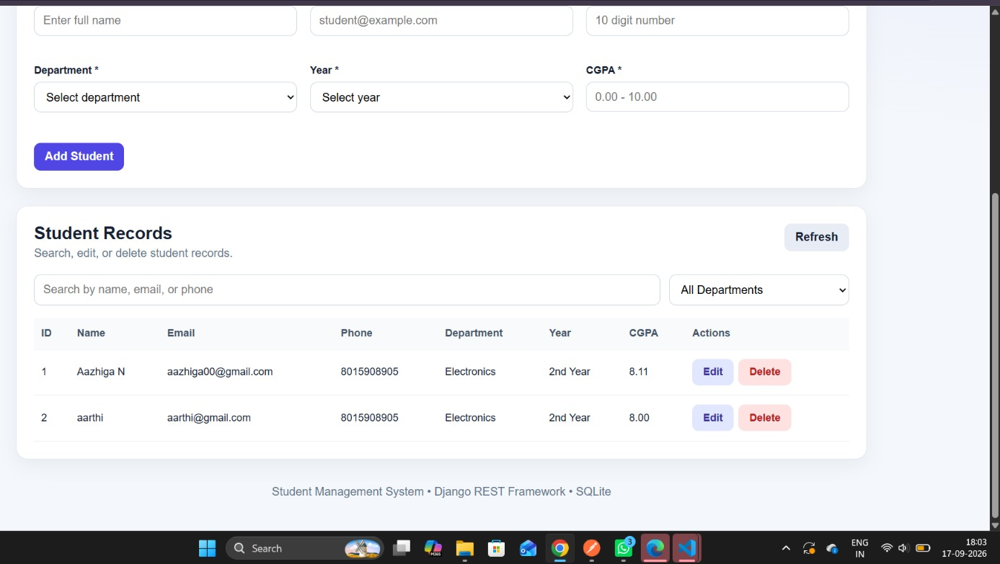 Enter full name student@example.com 10 digit number
Department * Year * CGPA *
Select department Select year 0.00 - 10.00
Add Student
Student Records
Refresh
Search, edit, or delete student records.
Search by name, email, or phone All Departments
ID Name Email Phone Department Year CGPA Actions
1 Aazhiga N aazhiga00@gmail.com 8015908905 Electronics 2nd Year 8.11 Edit Delete
2 aarthi aarthi@gmail.com 8015908905 Electronics 2nd Year 8.00 Edit Delete
Student Management System • Django REST Framework • SQLite
Search M365 3 ENG 18:03
IN 17-09-2026